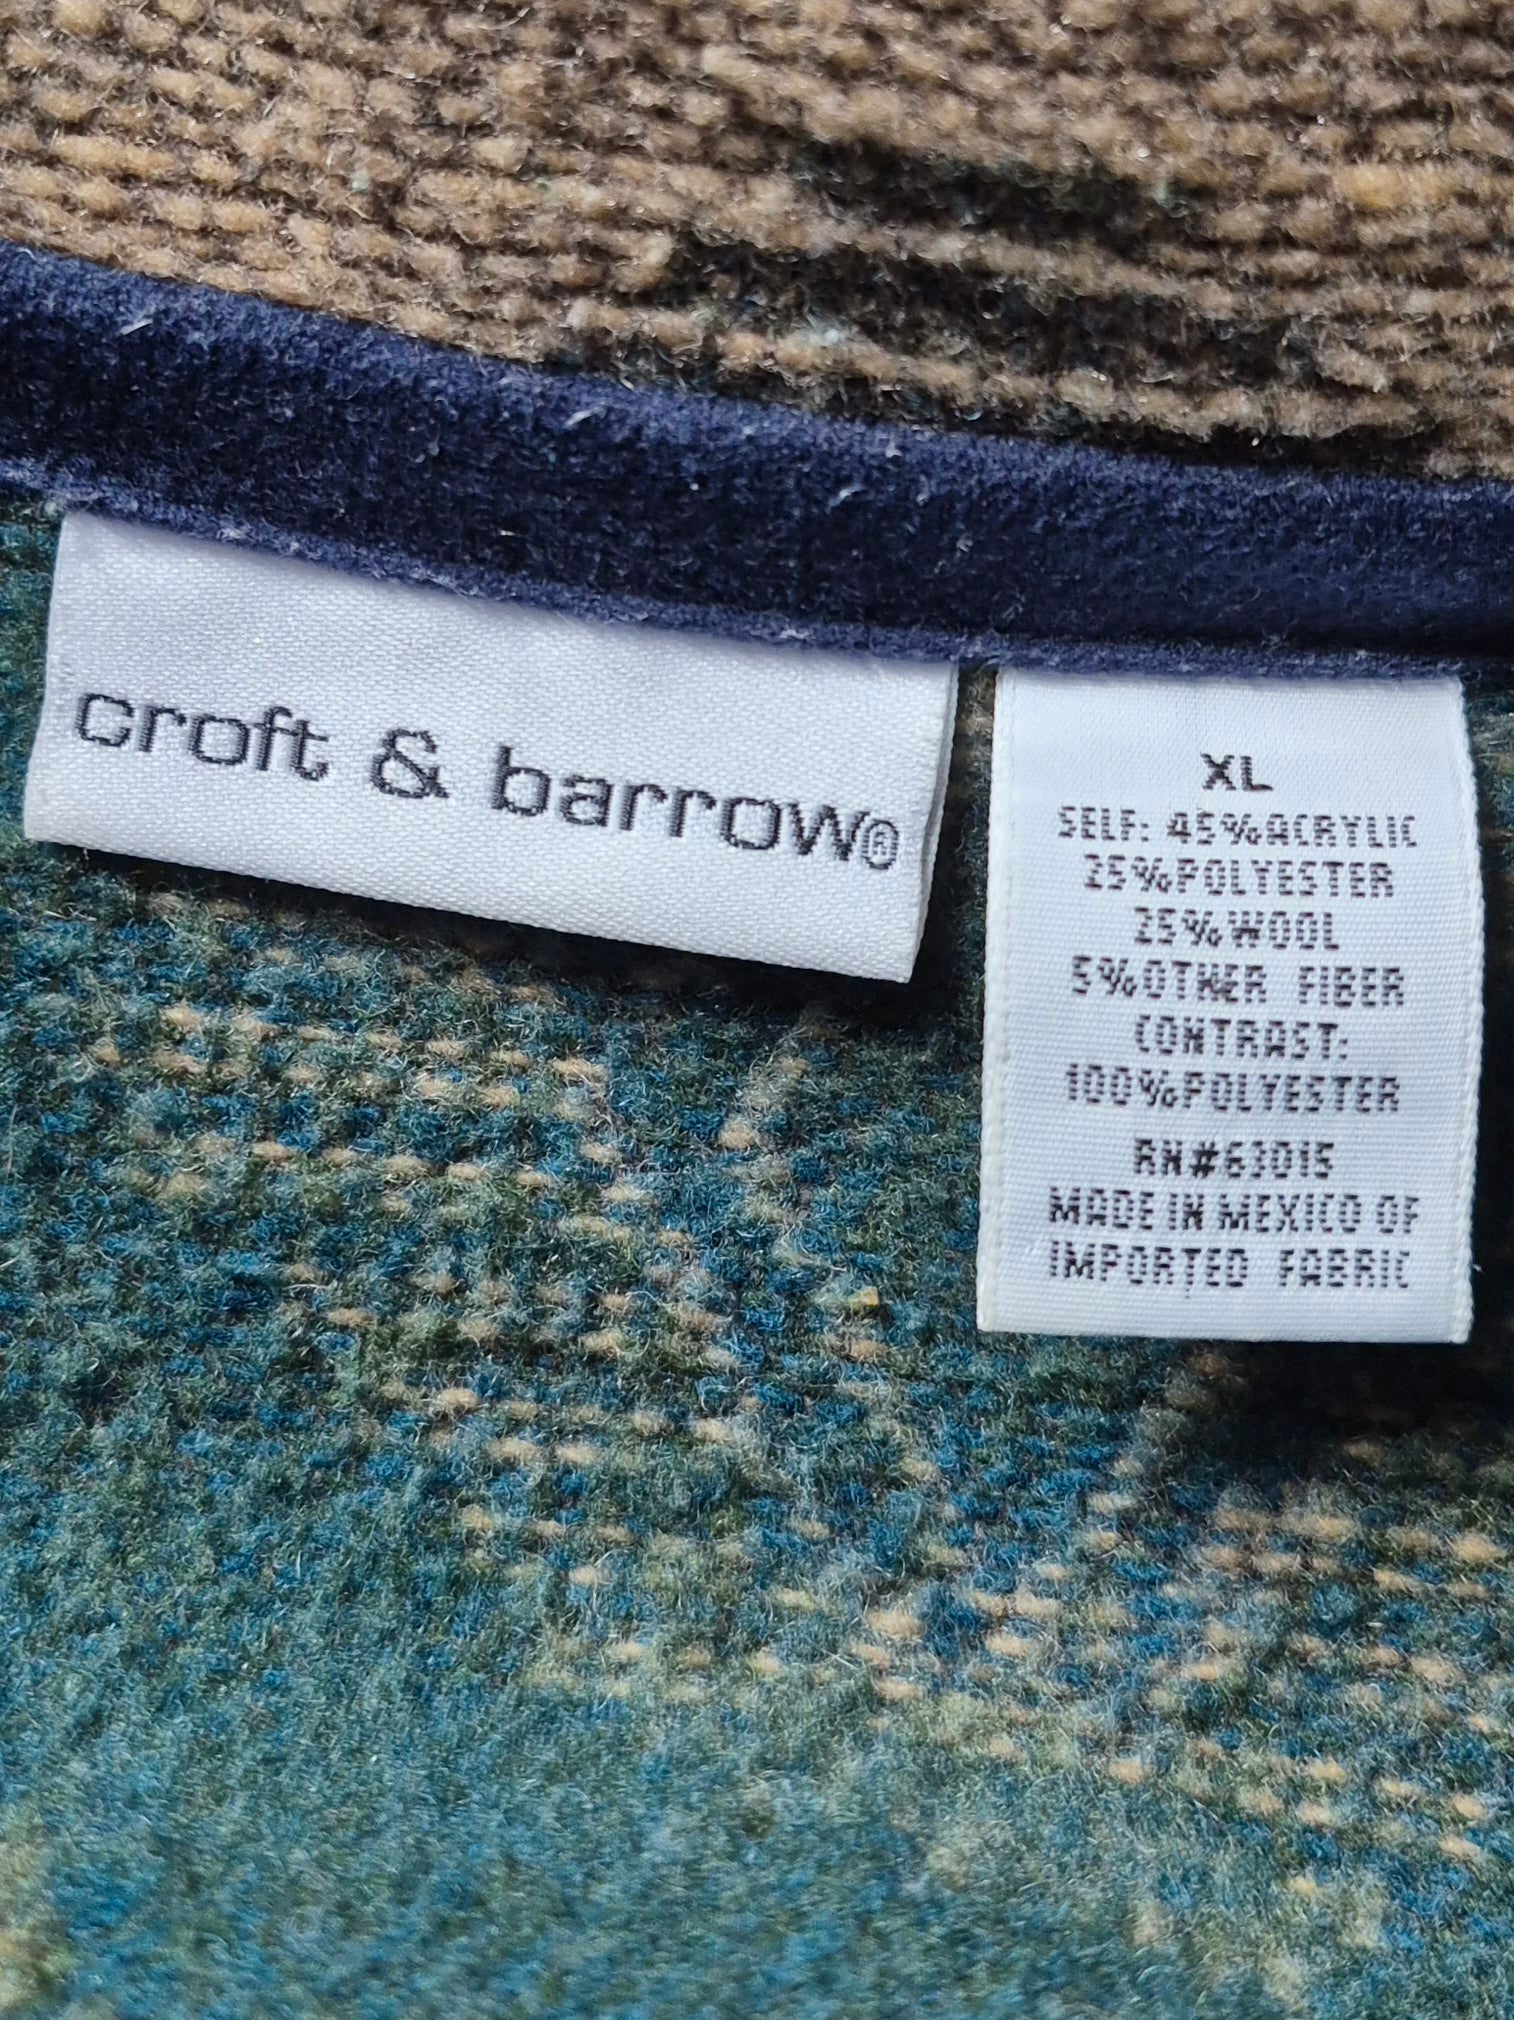 croft & barrow®
XL
SELF: 45%ACRYLIC
25%POLYESTER
25%WOOL
5%OTHER FIBER
CONTRAST:
100%POLYESTER
RN#63015
MADE IN MEXICO OF
IMPORTED FABRIC